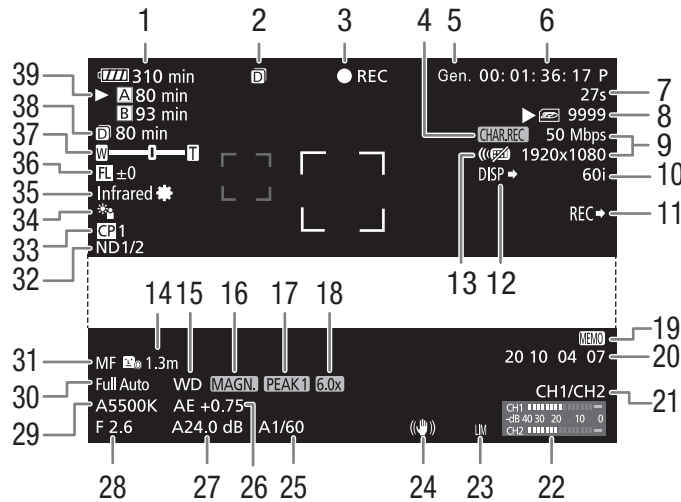 1 2 3 4 5 6
310 min D REC Gen. 00: 01: 36: 17 P
39 A 80 min 27s 7
B 93 min 9999 8
38 D 80 min CHAR.REC 50 Mbps 9
37 W T 1920x1080
36 FL ±0 DISP 60i 10
35 Infrared
34 REC 11
33 CP 1
32 ND1/2
13 12
14 15 16 17 18
MEMO 19
31 MF 1.3m 20 10 04 07 20
30 Full Auto WD MAGN. PEAK 1 6.0x
29 A5500K AE +0.75 CH1/CH2 21
CH1
-dB 40 30 20 10 0
F 2.6 A24.0 dB A1/60 LIM CH2
28 27 26 25 24 23 22